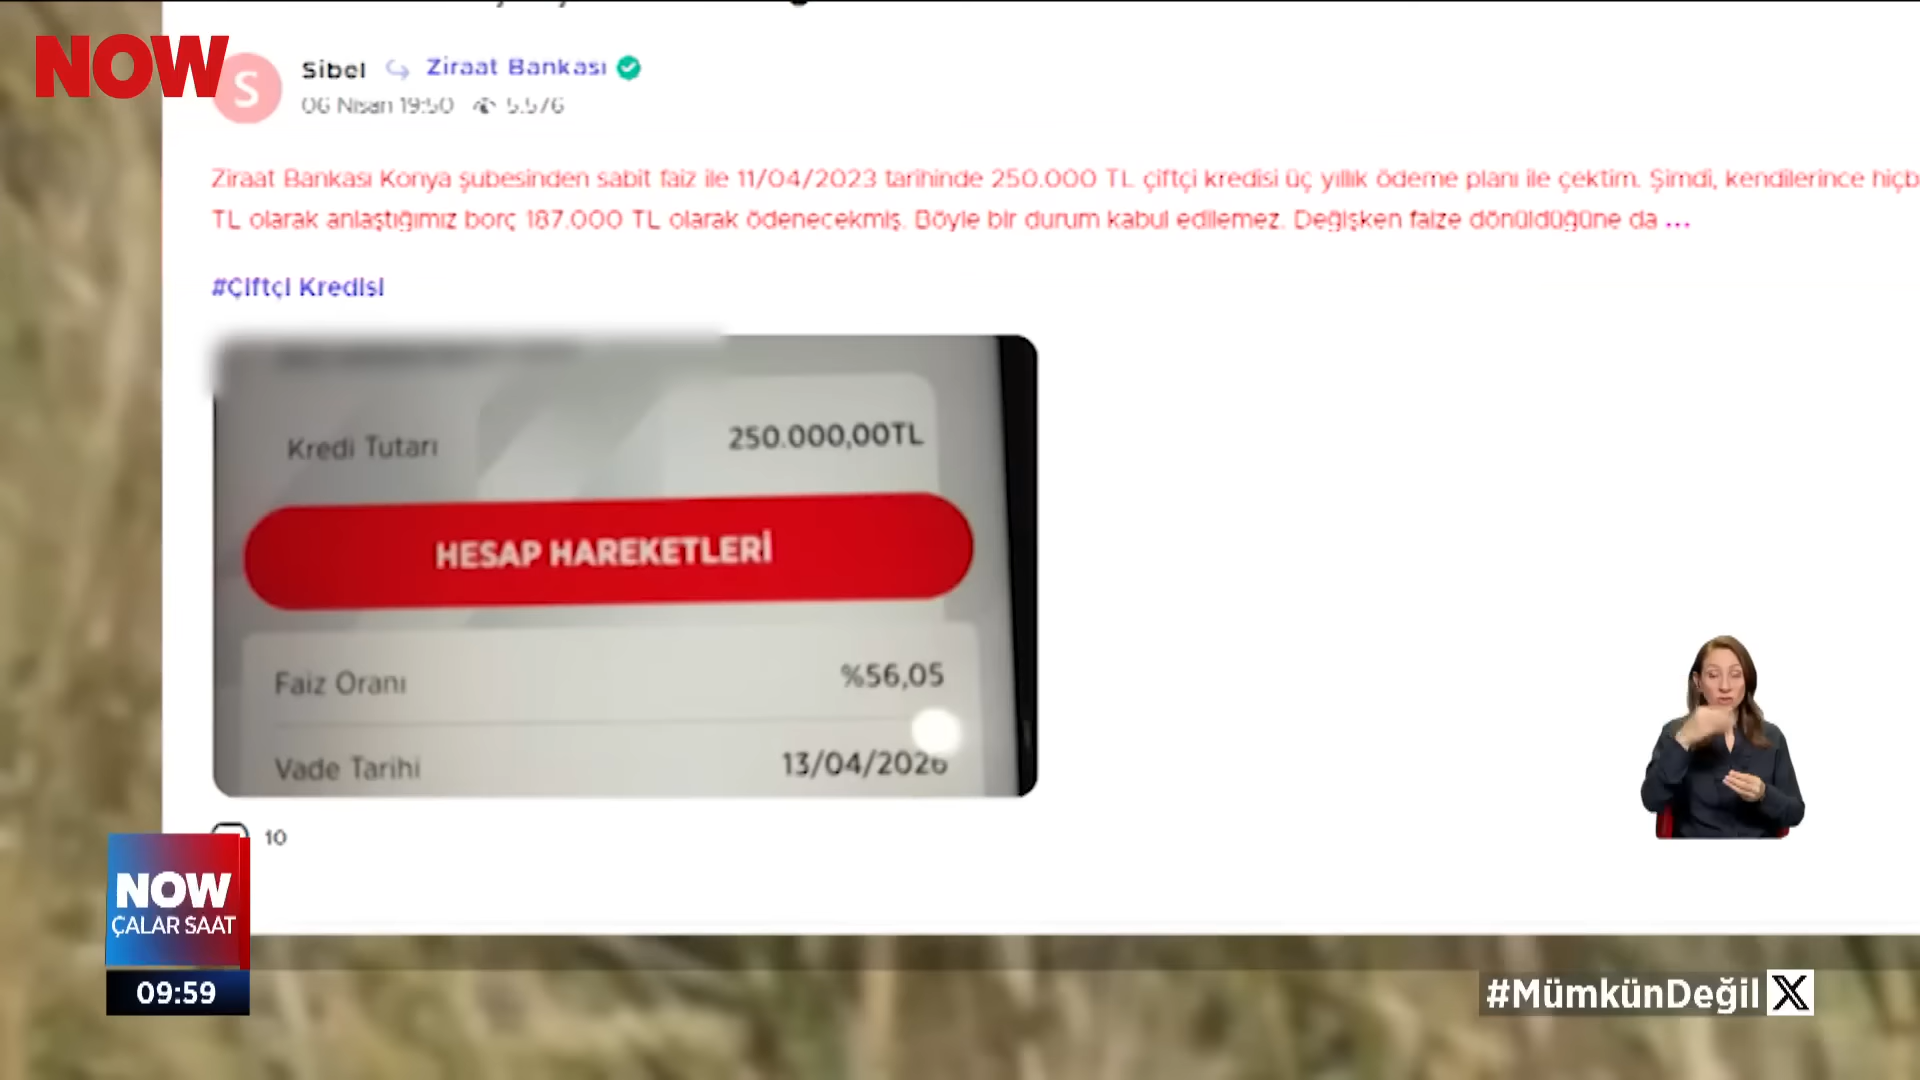 NOW
S
Sibel Ziraat Bankası
06 Nisan 19:50 5.576
Ziraat Bankası Konya şubesinden sabit faiz ile 11/04/2023 tarihinde 250.000 TL çiftçi kredisi üç yıllık ödeme planı ile çektim. Şimdi, kendilerince hiçb
TL olarak anlaştığımız borç 187.000 TL olarak ödenecekmiş. Böyle bir durum kabul edilemez. Değişken faize dönüldüğüne da ...
#Çiftçi Kredisi
Kredi Tutarı 250.000,00TL
HESAP HAREKETLERİ
Faiz Oranı %56,05
Vade Tarihi 13/04/2026
10
NOW
ÇALAR SAAT
09:59
#MümkünDeğil X